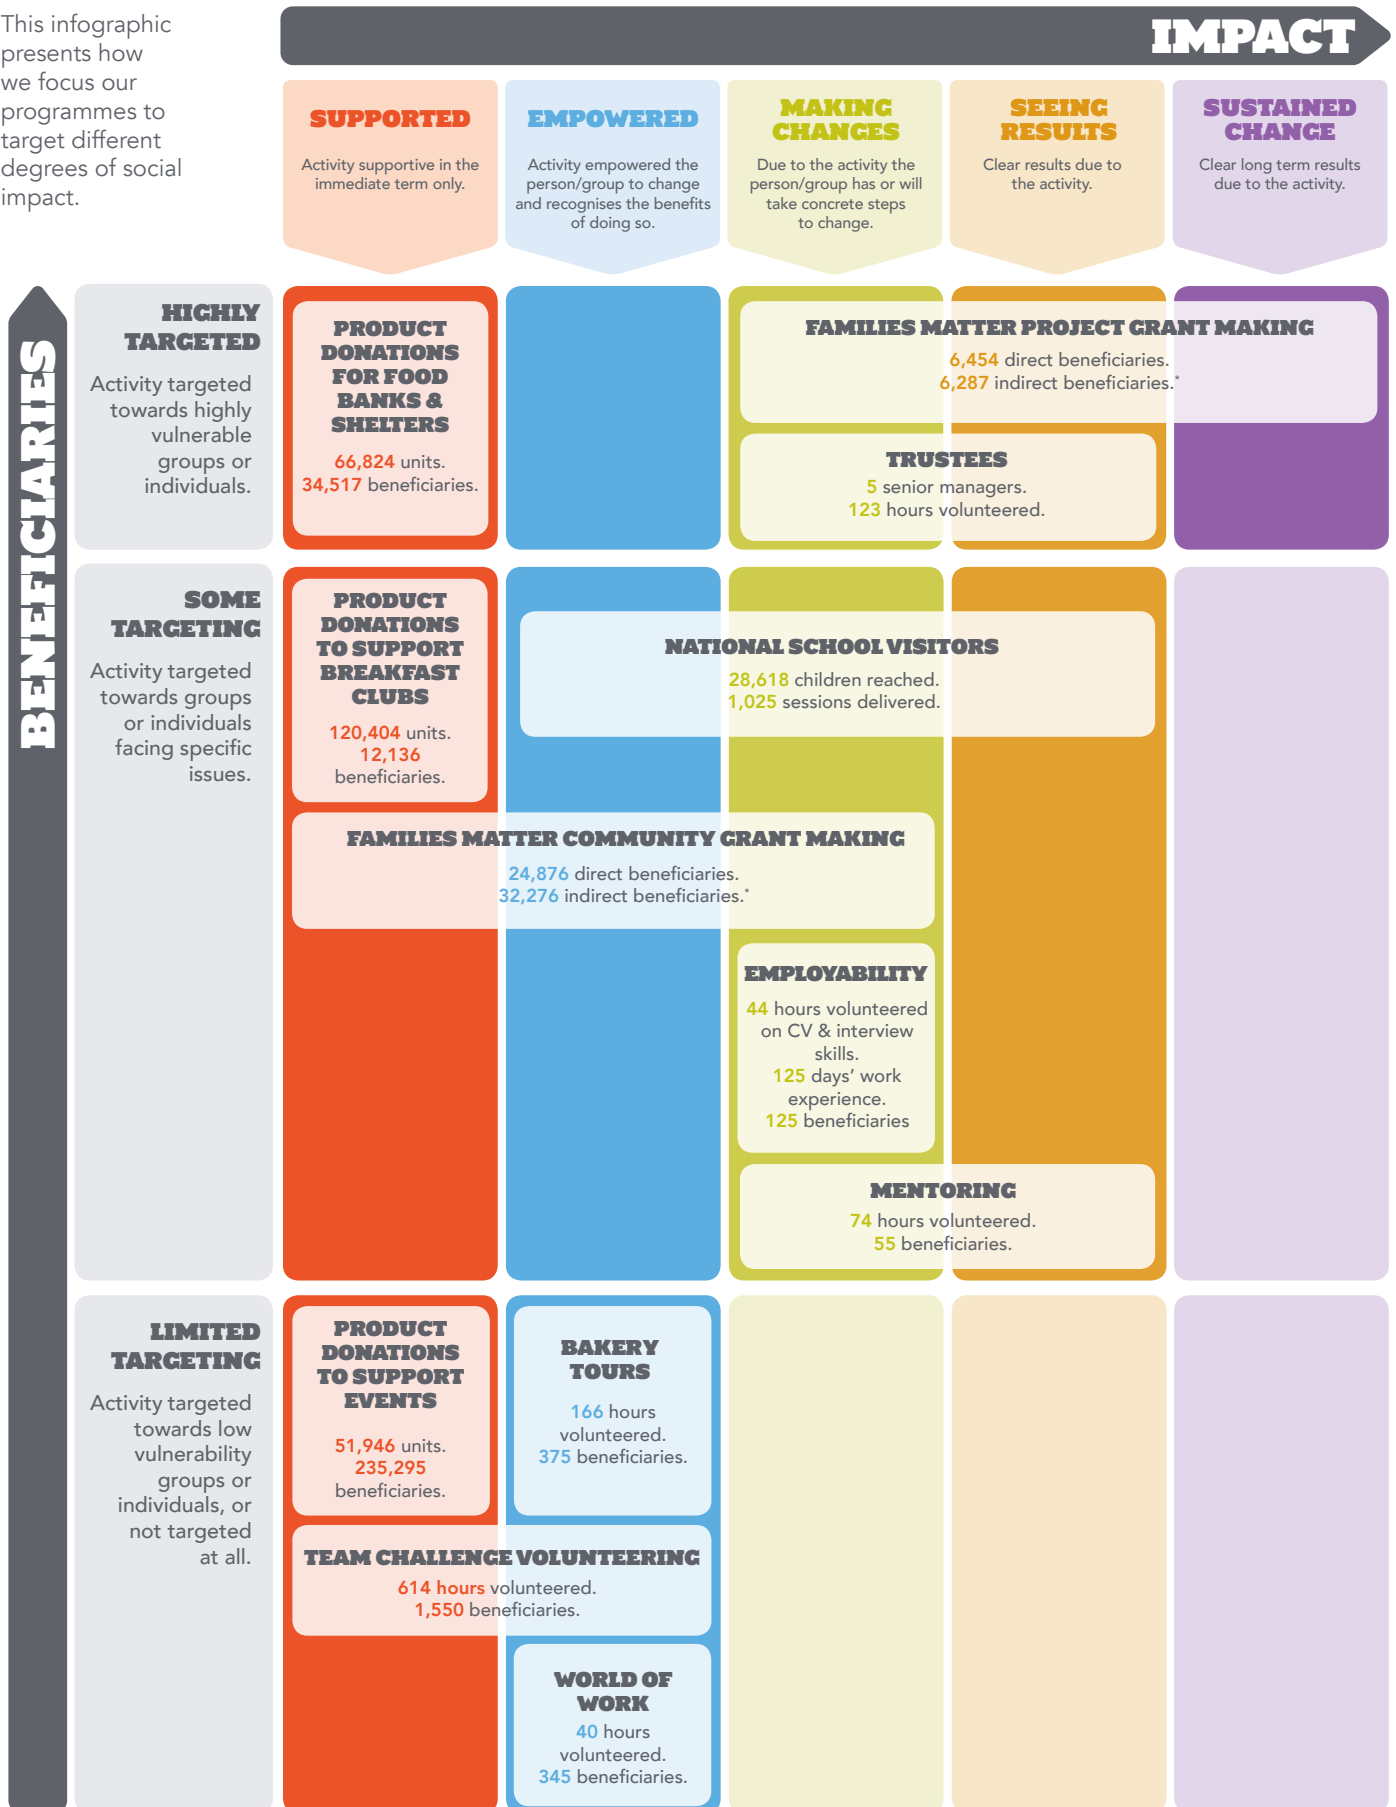 This infographic
presents how
we focus our
programmes to
target different
degrees of social
impact.
IMPACT
SUPPORTED
Activity supportive in the
immediate term only.
EMPOWERED
Activity empowered the
person/group to change
and recognises the benefits
of doing so.
MAKING
CHANGES
Due to the activity the
person/group has or will
take concrete steps
to change.
SEEING
RESULTS
Clear results due to
the activity.
SUSTAINED
CHANGE
Clear long term results
due to the activity.
BENEFICIARIES
HIGHLY
TARGETED
Activity targeted
towards highly
vulnerable
groups or
individuals.
PRODUCT
DONATIONS
FOR FOOD
BANKS &
SHELTERS
66,824 units.
34,517 beneficiaries.
FAMILIES MATTER PROJECT GRANT MAKING
6,454 direct beneficiaries.
6,287 indirect beneficiaries.*
TRUSTEES
5 senior managers.
123 hours volunteered.
SOME
TARGETING
Activity targeted
towards groups
or individuals
facing specific
issues.
PRODUCT
DONATIONS
TO SUPPORT
BREAKFAST
CLUBS
120,404 units.
12,136
beneficiaries.
NATIONAL SCHOOL VISITORS
28,618 children reached.
1,025 sessions delivered.
FAMILIES MATTER COMMUNITY GRANT MAKING
24,876 direct beneficiaries.
32,276 indirect beneficiaries.*
EMPLOYABILITY
44 hours volunteered
on CV & interview
skills.
125 days’ work
experience.
125 beneficiaries
MENTORING
74 hours volunteered.
55 beneficiaries.
LIMITED
TARGETING
Activity targeted
towards low
vulnerability
groups or
individuals, or
not targeted
at all.
PRODUCT
DONATIONS
TO SUPPORT
EVENTS
51,946 units.
235,295
beneficiaries.
BAKERY
TOURS
166 hours
volunteered.
375 beneficiaries.
TEAM CHALLENGE VOLUNTEERING
614 hours volunteered.
1,550 beneficiaries.
WORLD OF
WORK
40 hours
volunteered.
345 beneficiaries.